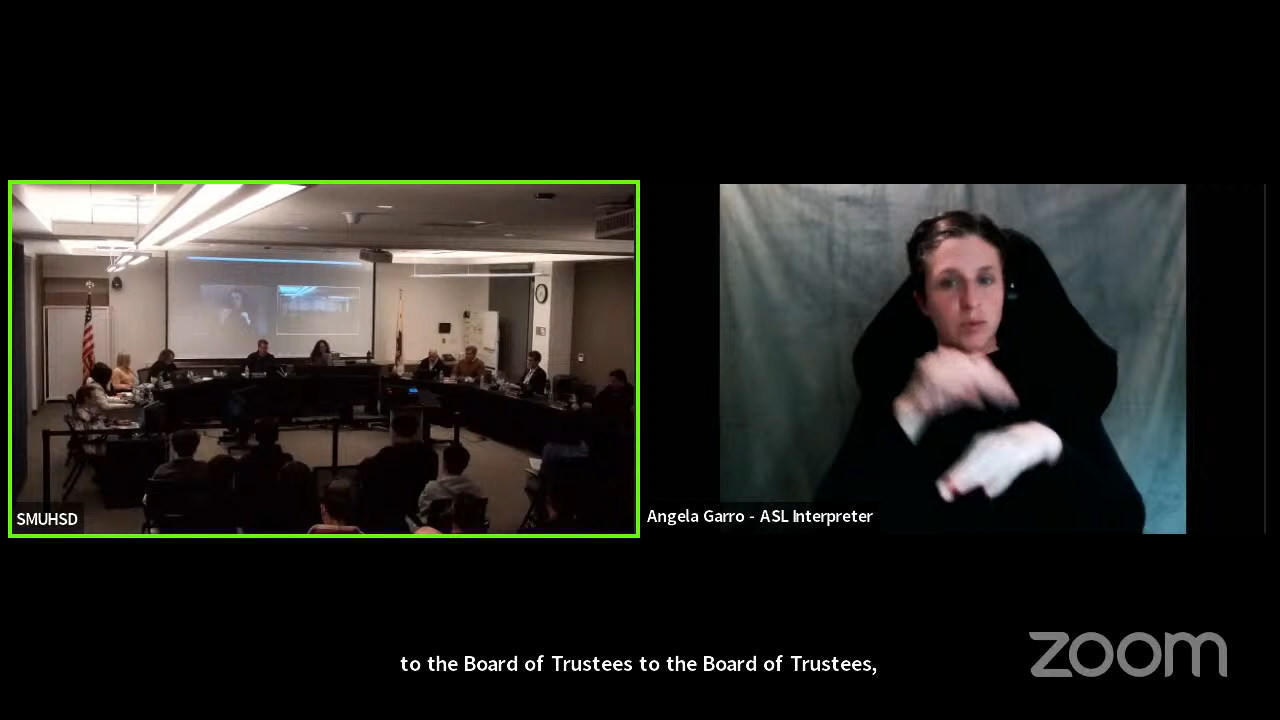 SMUHSD
Angela Garro - ASL Interpreter
to the Board of Trustees to the Board of Trustees,
zoom